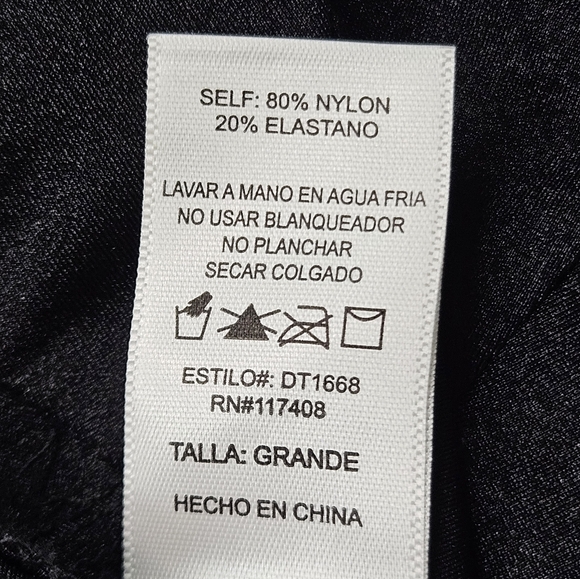 SELF: 80% NYLON
20% ELASTANO
LAVAR A MANO EN AGUA FRIA
NO USAR BLANQUEADOR
NO PLANCHAR
SECAR COLGADO
ESTILO#: DT1668
RN#117408
TALLA: GRANDE
HECHO EN CHINA